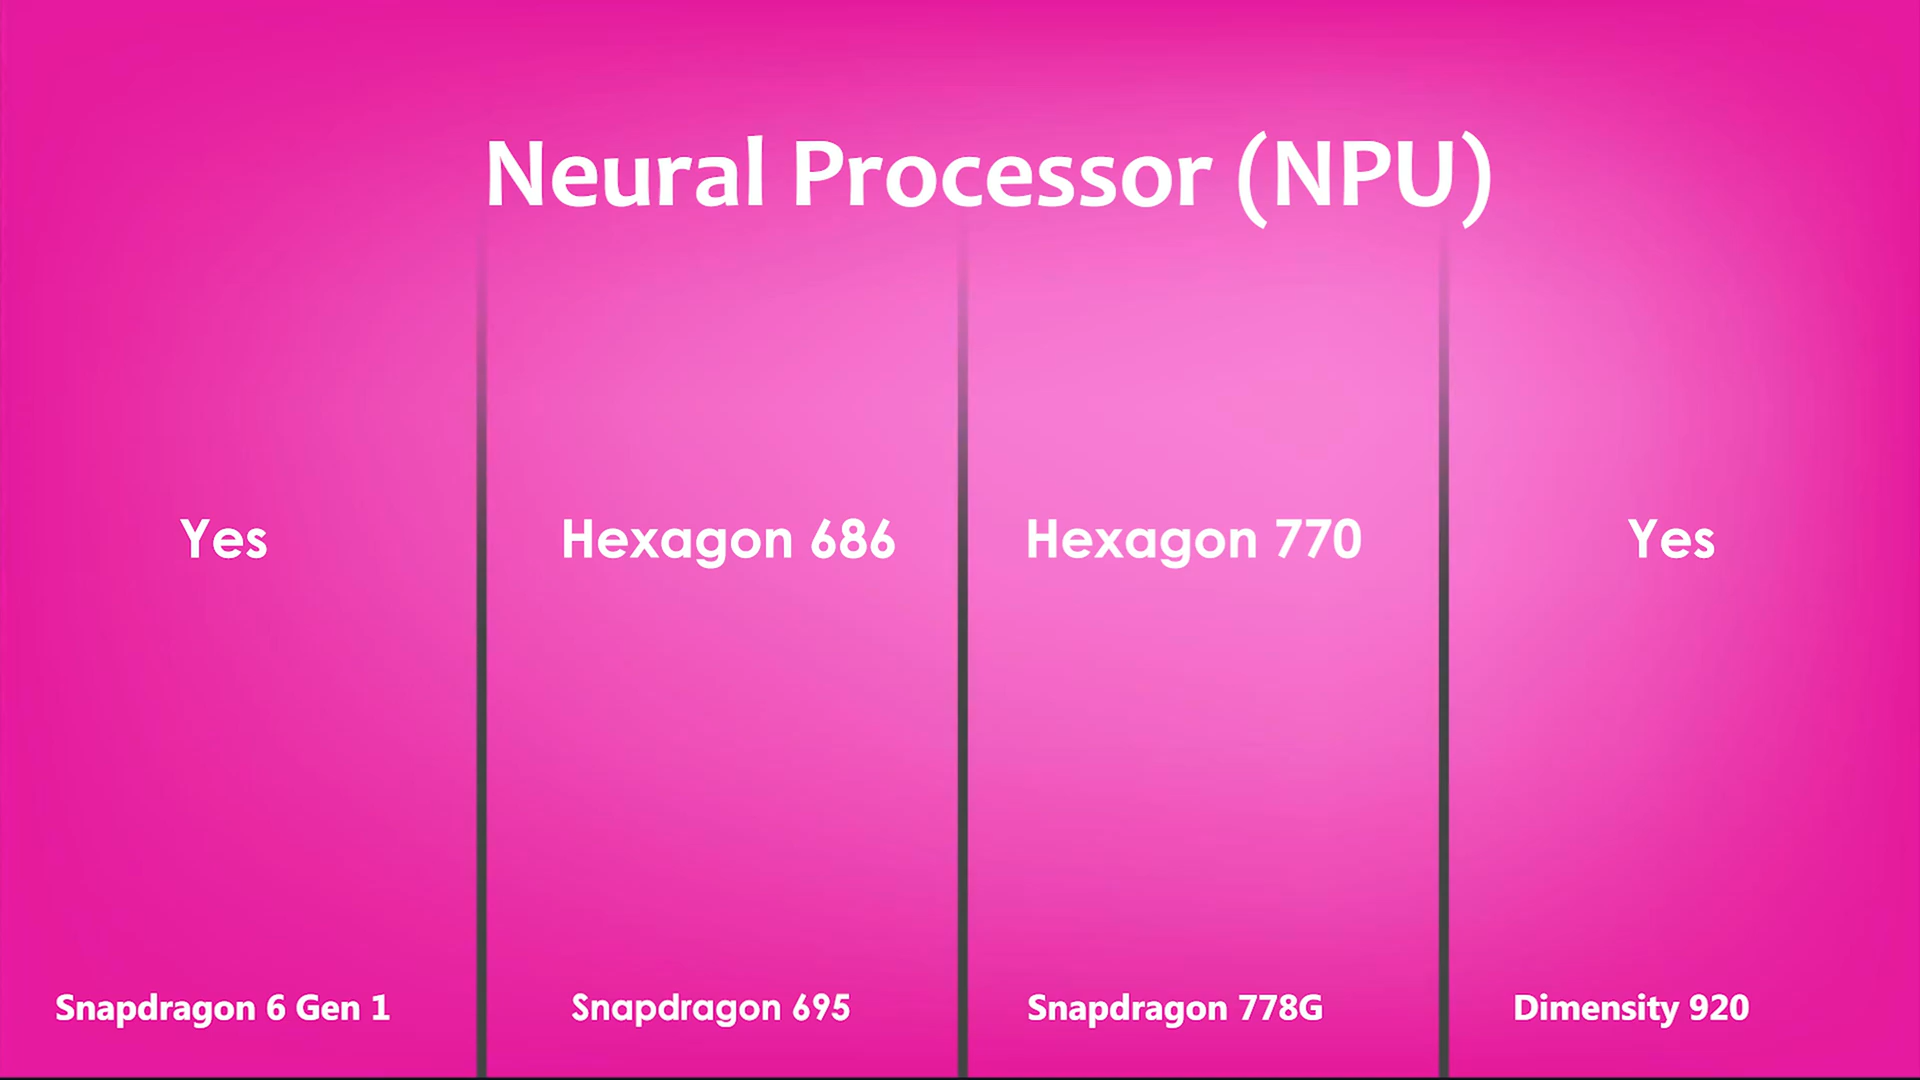 Neural Processor (NPU)
Yes
Hexagon 686
Hexagon 770
Yes
Snapdragon 6 Gen 1
Snapdragon 695
Snapdragon 778G
Dimensity 920